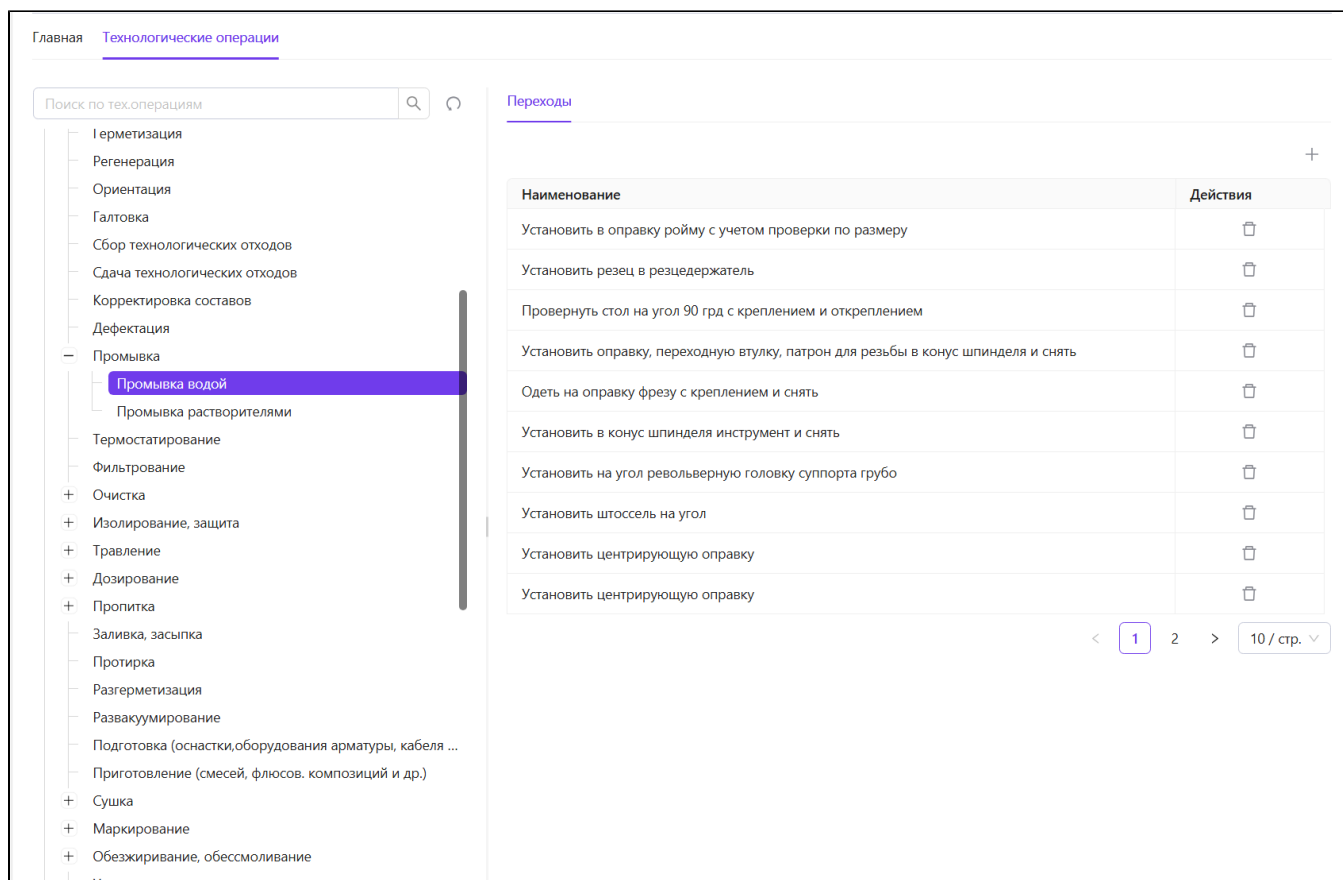 Главная Технологические операции
Поиск по тех.операциям
Герметизация
Регенерация
Ориентация
Галтовка
Сбор технологических отходов
Сдача технологических отходов
Корректировка составов
Дефектация
Промывка
Промывка водой
Промывка растворителями
Термостатирование
Фильтрование
Очистка
Изолирование, защита
Травление
Дозирование
Пропитка
Заливка, засыпка
Протирка
Разгерметизация
Развакуумирование
Подготовка (оснастки,оборудования арматуры, кабеля ...
Приготовление (смесей, флюсов. композиций и др.)
Сушка
Маркирование
Обезжиривание, обессмоливание
Переходы
Наименование Действия
Установить в оправку ройму с учетом проверки по размеру
Установить резец в резцедержатель
Провернуть стол на угол 90 грд с креплением и откреплением
Установить оправку, переходную втулку, патрон для резьбы в конус шпинделя и снять
Одеть на оправку фрезу с креплением и снять
Установить в конус шпинделя инструмент и снять
Установить на угол револьверную головку суппорта грубо
Установить штоссель на угол
Установить центрирующую оправку
Установить центрирующую оправку
< 1 2 > 10 / стр.